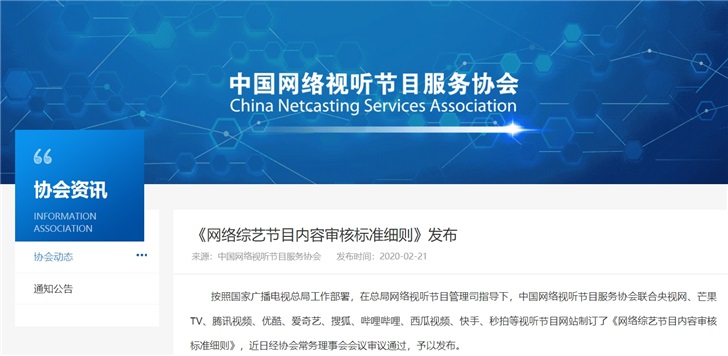 中国网络视听节目服务协会
China Netcasting Services Association
协会资讯
INFORMATION
ASSOCIATION
协会动态
通知公告
《网络综艺节目内容审核标准细则》发布
来源：中国网络视听节目服务协会 发布时间：2020-02-21
按照国家广播电视总局工作部署，在总局网络视听节目管理司指导下，中国网络视听节目服务协会联合央视网、芒果
TV、腾讯视频、优酷、爱奇艺、搜狐、哔哩哔哩、西瓜视频、快手、秒拍等视听节目网站制订了《网络综艺节目内容审核
标准细则》，近日经协会常务理事会会议审议通过，予以发布。